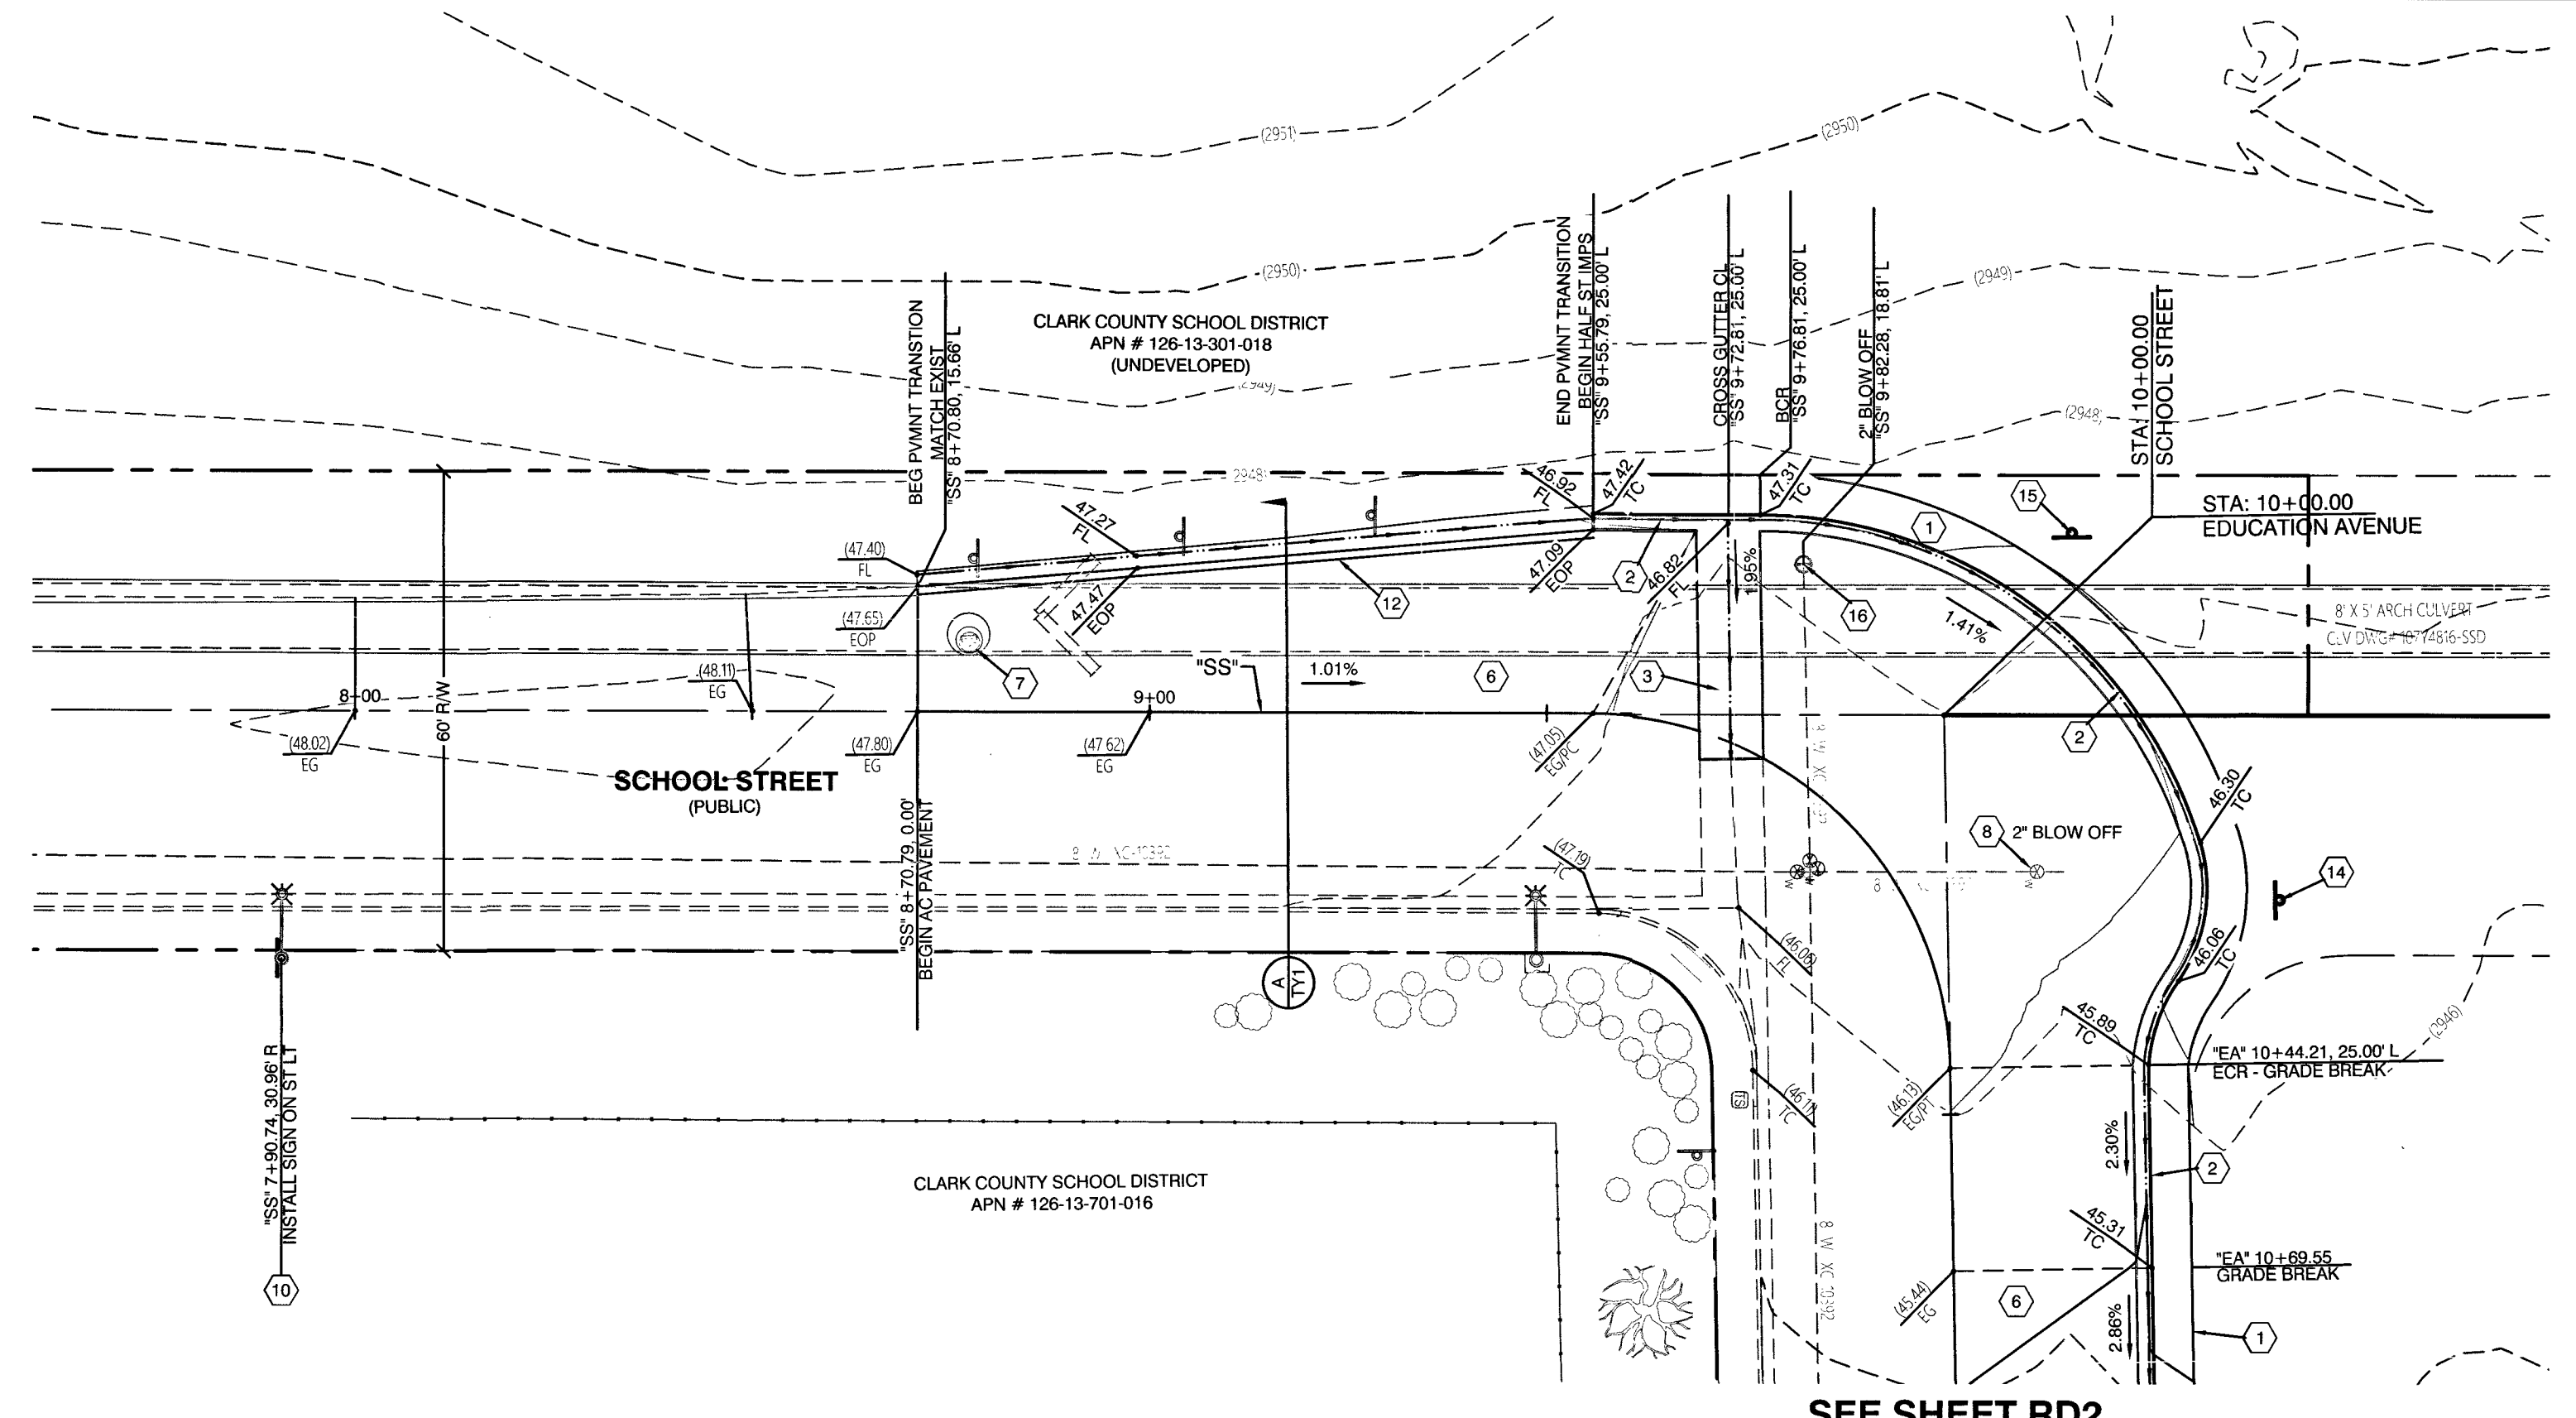 (2951)
(2950)
(2950)
(2949)
(2949)
(2948)
2948
CLARK COUNTY SCHOOL DISTRICT
APN # 126-13-301-018
(UNDEVELOPED)
BEG PVMNT TRANSTION
MATCH EXIST
"SS" 8+70.80, 15.66' L
END PVMNT TRANSITION
BEGIN HALF ST IMPS
"SS" 9+55.79, 25.00' L
CROSS GUTTER CL
"SS" 9+72.81, 25.00' L
BCR
"SS" 9+76.81, 25.00' L
2" BLOW OFF
"SS" 9+82.28, 18.81' L
STA: 10+00.00
SCHOOL STREET
STA: 10+00.00
EDUCATION AVENUE
15
1
46.92
FL
47.42
TC
47.31
TC
47.27
FL
(47.40)
FL
(47.65)
EOP
47.47
EOP
47.09
EOP
2
46.82
FL
1.95%
12
16
1.41%
8' X 5' ARCH CULVERT
CLV DWG# 10774816-SSD
7
"SS"
1.01%
6
3
2
8+00
(48.11)
EG
9+00
60' R/W
(48.02)
EG
(47.80)
EG
(47.62)
EG
(47.05)
EG/PC
SCHOOL STREET
(PUBLIC)
46.30
TC
8
2" BLOW OFF
(47.19)
TC
14
"SS" 8+70.79, 0.00'
BEGIN AC PAVEMENT
(46.06)
FL
46.06
TC
A
TY1
45.89
TC
(2946)
"EA" 10+44.21, 25.00' L
ECR - GRADE BREAK
"SS" 7+90.74, 30.96' R
INSTALL SIGN ON ST LT
TS
TC
(46.13)
EG/PT
2.30%
2
CLARK COUNTY SCHOOL DISTRICT
APN # 126-13-701-016
45.31
TC
"EA" 10+69.55
GRADE BREAK
10
(45.44)
EG
6
2.86%
1
SEE SHEET RD2